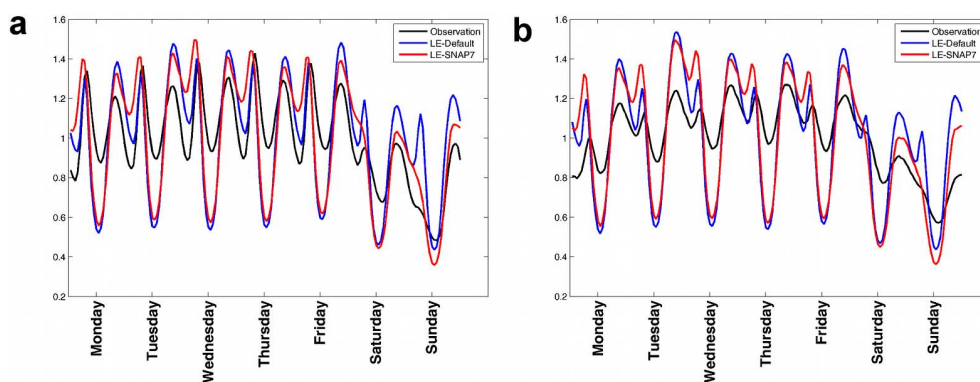 a
Observation
LE-Default
LE-SNAP7
1.6
1.4
1.2
1
0.8
0.6
0.4
0.2
Monday
Tuesday
Wednesday
Thursday
Friday
Saturday
Sunday
b
Observation
LE-Default
LE-SNAP7
1.6
1.4
1.2
1
0.8
0.6
0.4
0.2
Monday
Tuesday
Wednesday
Thursday
Friday
Saturday
Sunday